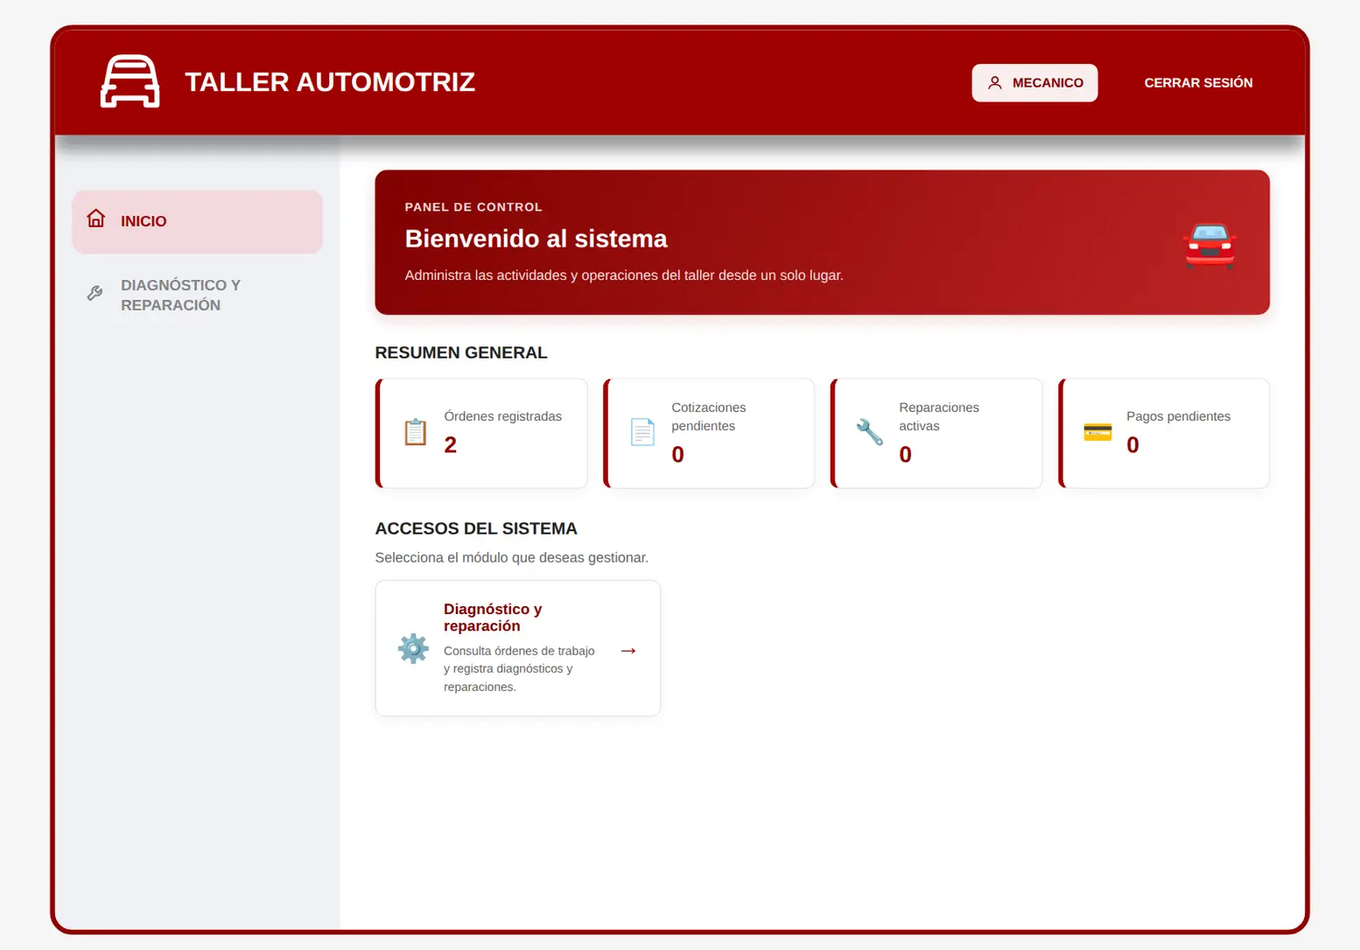 TALLER AUTOMOTRIZ
MECANICO
CERRAR SESIÓN
INICIO
DIAGNÓSTICO Y
REPARACIÓN
PANEL DE CONTROL
Bienvenido al sistema
Administra las actividades y operaciones del taller desde un solo lugar.
RESUMEN GENERAL
Órdenes registradas
2
Cotizaciones
pendientes
0
Reparaciones
activas
0
Pagos pendientes
0
ACCESOS DEL SISTEMA
Selecciona el módulo que deseas gestionar.
Diagnóstico y
reparación
Consulta órdenes de trabajo
y registra diagnósticos y
reparaciones.
→